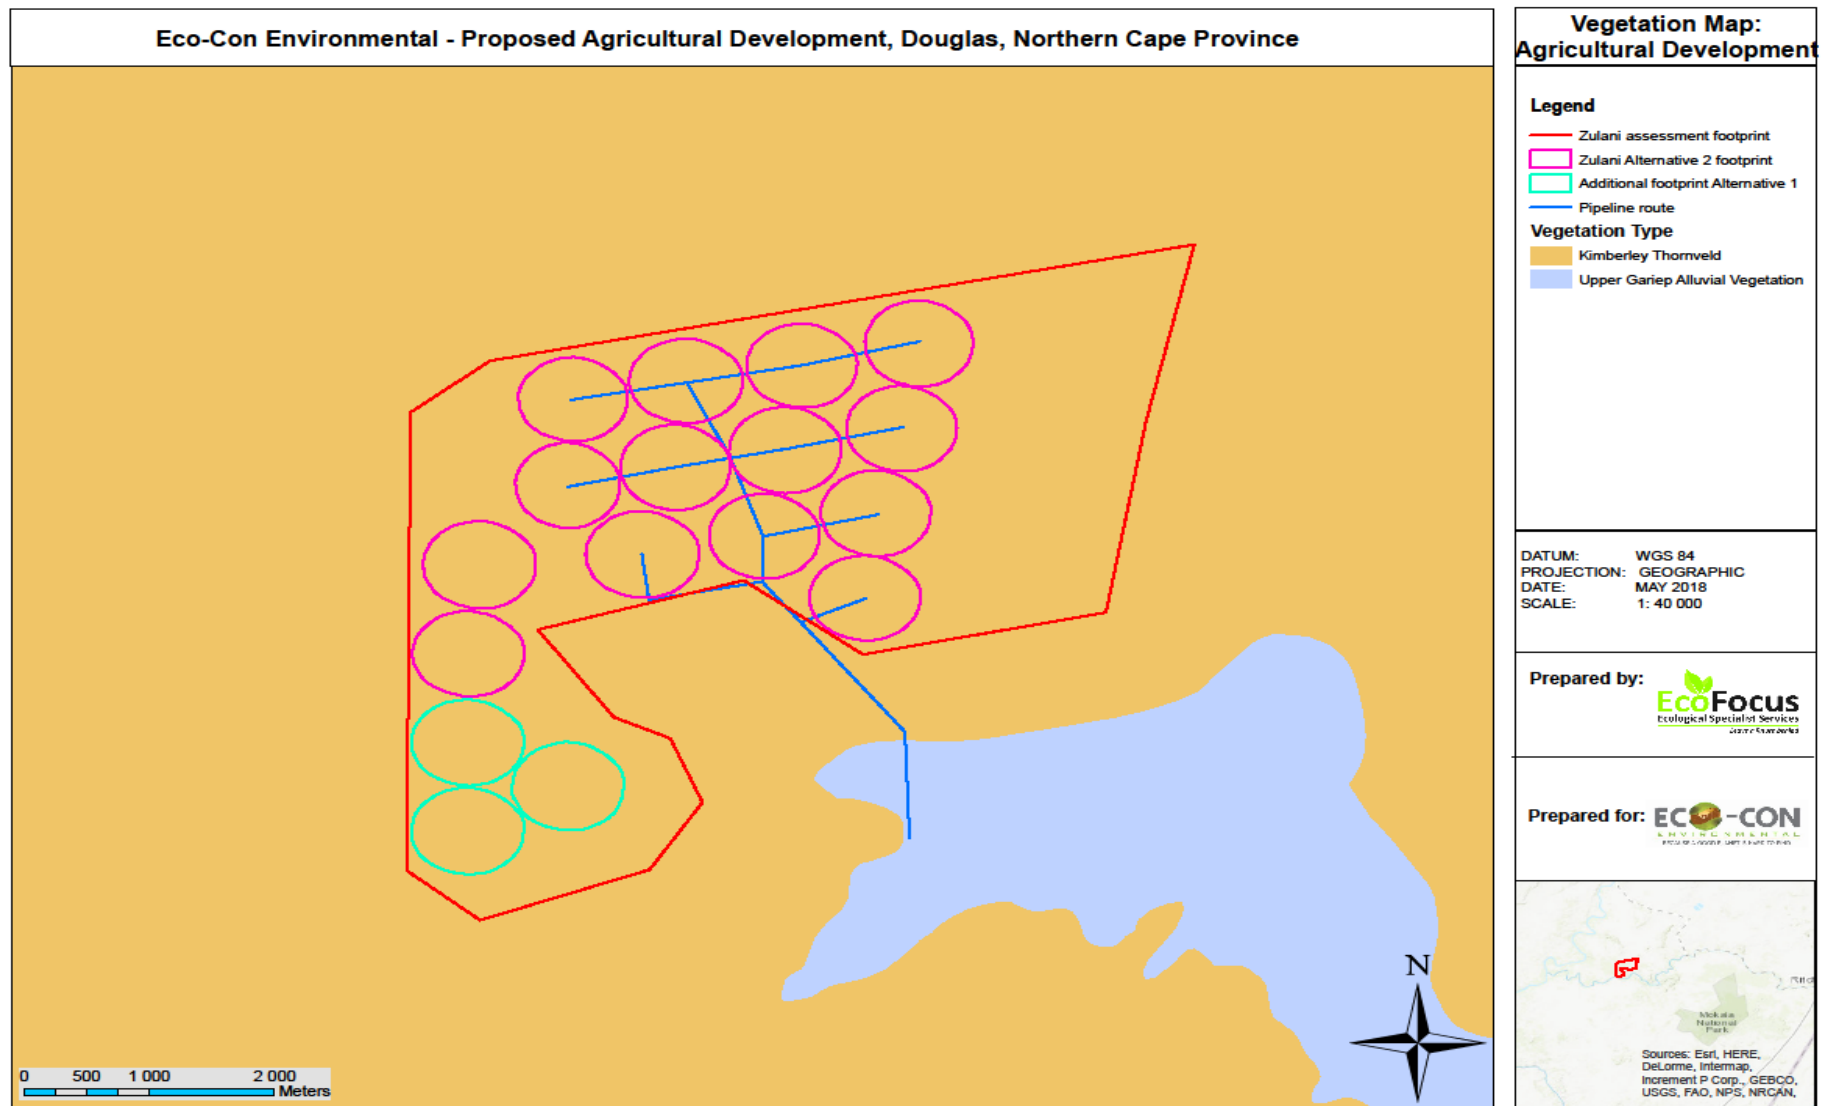 Eco-Con Environmental - Proposed Agricultural Development, Douglas, Northern Cape Province
Vegetation Map:
Agricultural Development
Legend
Zulani assessment footprint
Zulani Alternative 2 footprint
Additional footprint Alternative 1
Pipeline route
Vegetation Type
Kimberley Thornveld
Upper Gariep Alluvial Vegetation
DATUM: WGS 84
PROJECTION: GEOGRAPHIC
DATE: MAY 2018
SCALE: 1: 40 000
Prepared by:
EcoFocus
Ecological Specialist Services
Prepared for:
ECO-CON
ENVIRONMENTAL
Mokala
National
Park
Sources: Esri, HERE,
DeLorme, Intermap,
Increment P Corp., GEBCO,
USGS, FAO, NPS, NRCAN,
N
0 500 1 000 2 000
Meters